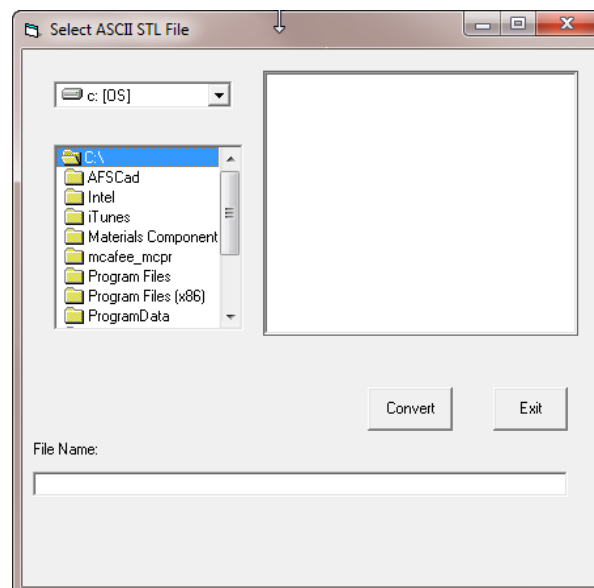 Select ASCII STL File
c: [OS]
C:\
AFSCad
Intel
iTunes
Materials Component
mcafee_mcpr
Program Files
Program Files (x86)
ProgramData
Convert
Exit
File Name: